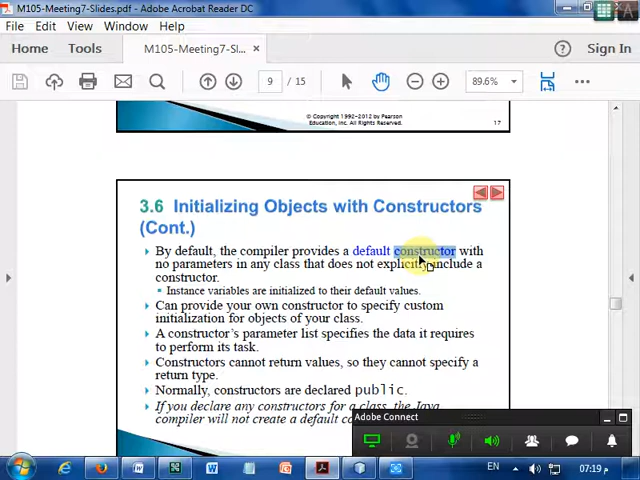 M105-Meeting7-Slides.pdf - Adobe Acrobat Reader DC
File Edit View Window Help
Home Tools M105-Meeting7-Sl... × Sign In
9 / 15 89.6%
© Copyright 1992-2012 by Pearson
Education, Inc. All Rights Reserved.
17
3.6 Initializing Objects with Constructors
(Cont.)
By default, the compiler provides a default constructor with
no parameters in any class that does not explicitly include a
constructor.
Instance variables are initialized to their default values.
Can provide your own constructor to specify custom
initialization for objects of your class.
A constructor's parameter list specifies the data it requires
to perform its task.
Constructors cannot return values, so they cannot specify a
return type.
Normally, constructors are declared public.
If you declare any constructors for a class, the Java
compiler will not create a default
Adobe Connect
EN 07:19 م